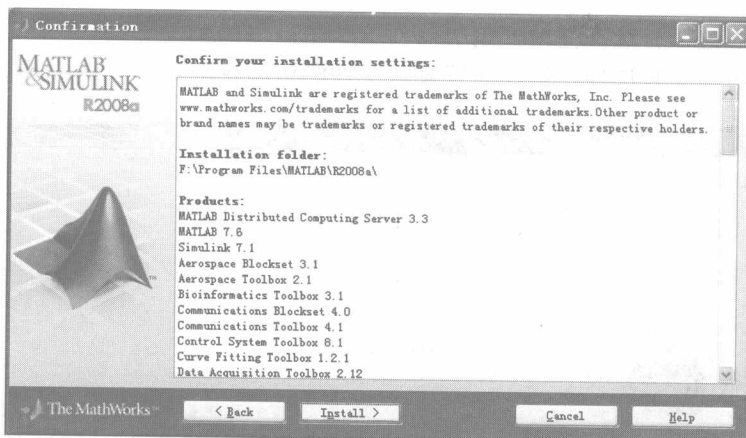 Confirmation
MATLAB
&SIMULINK
R2008a
Confirm your installation settings:
MATLAB and Simulink are registered trademarks of The MathWorks, Inc. Please see
www.mathworks.com/trademarks for a list of additional trademarks.Other product or
brand names may be trademarks or registered trademarks of their respective holders.
Installation folder:
F:\Program Files\MATLAB\R2008a\
Products:
MATLAB Distributed Computing Server 3.3
MATLAB 7.6
Simulink 7.1
Aerospace Blockset 3.1
Aerospace Toolbox 2.1
Bioinformatics Toolbox 3.1
Communications Blockset 4.0
Communications Toolbox 4.1
Control System Toolbox 8.1
Curve Fitting Toolbox 1.2.1
Data Acquisition Toolbox 2.12
The MathWorks™
< Back
Install >
Cancel
Help